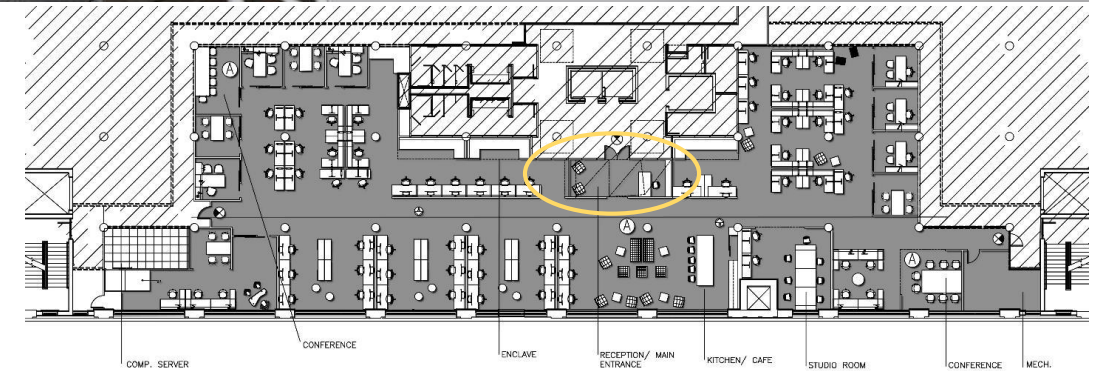 A
A
A
CONFERENCE
COMP. SERVER
ENCLAVE
RECEPTION/ MAIN
ENTRANCE
KITCHEN/ CAFE
STUDIO ROOM
CONFERENCE
MECH.